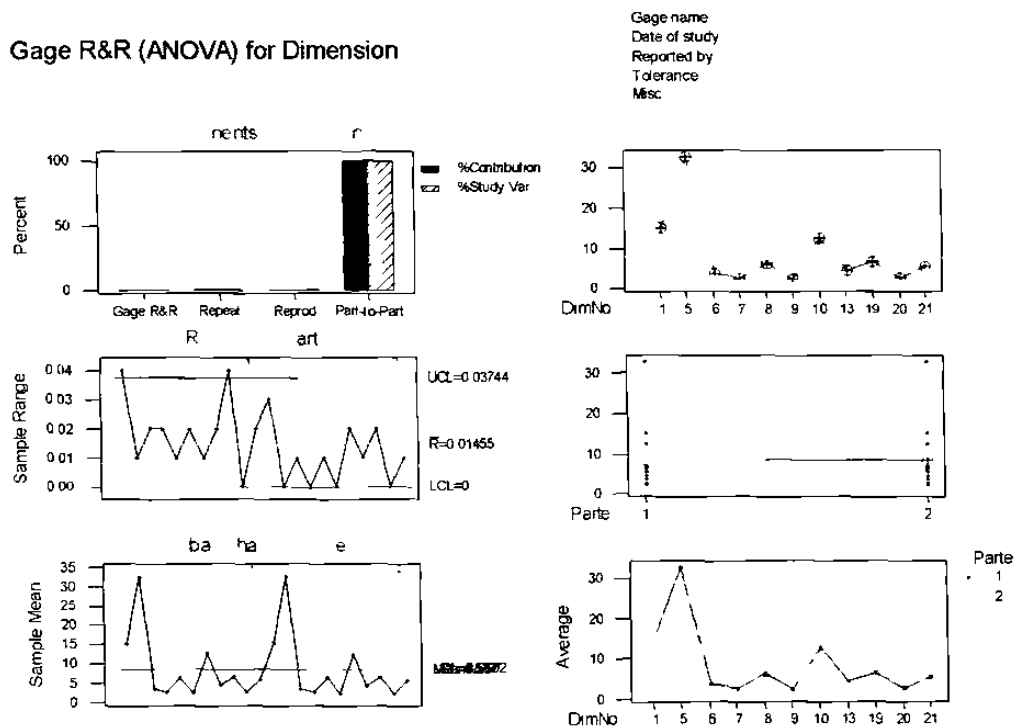 Gage R&R (ANOVA) for Dimension
Gage name
Date of study
Reported by
Tolerance
Misc
nents r
100
50
0
Percent
%Contribution
%Study Var
Gage R&R Repeat Reprod Part-to-Part
30
20
10
0
DimNo 1 5 6 7 8 9 10 13 19 20 21
R art
0.04
0.03
0.02
0.01
0.00
Sample Range
UCL=0.03744
R=0.01455
LCL=0
30
20
10
0
Parte 1 2
ba ha e
35
30
25
20
15
10
5
0
Sample Mean
30
20
10
0
Average
Parte
1
2
DimNo 1 5 6 7 8 9 10 13 19 20 21